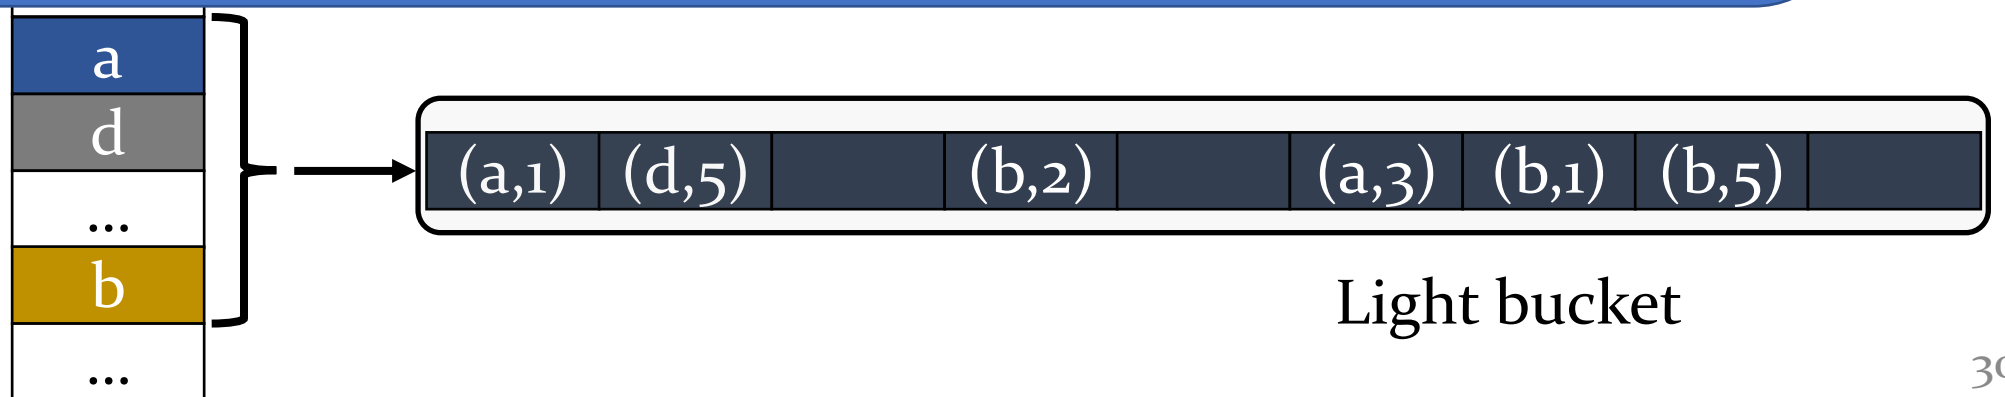 a
d
...
b
...
(a,1) (d,5) (b,2) (a,3) (b,1) (b,5)
Light bucket